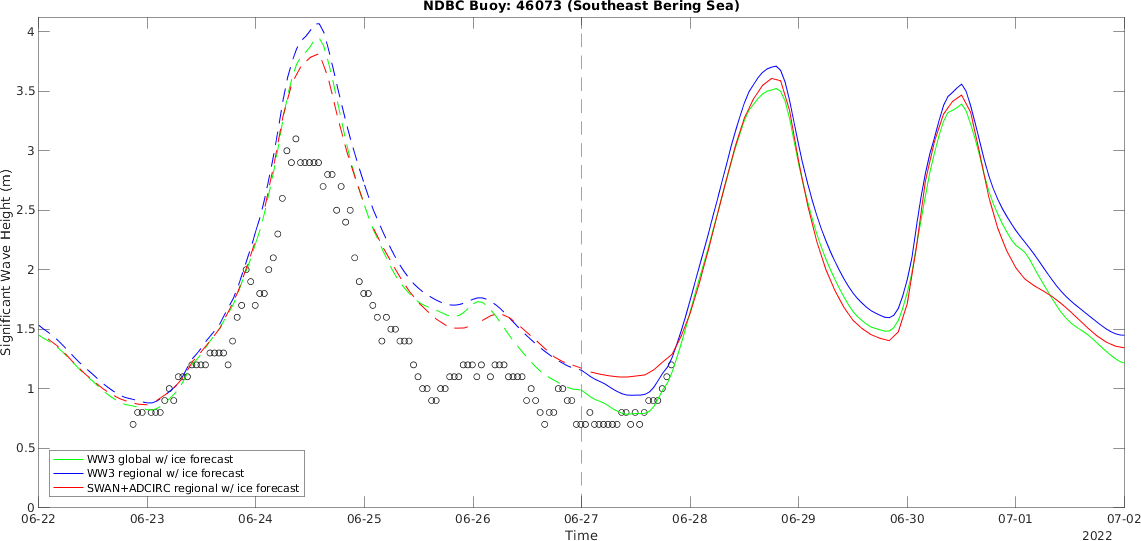 NDBC Buoy: 46073 (Southeast Bering Sea)
Significant Wave Height (m)
4
3.5
3
2.5
2
1.5
1
0.5
0
WW3 global w/ ice forecast
WW3 regional w/ ice forecast
SWAN+ADCIRC regional w/ ice forecast
06-22 06-23 06-24 06-25 06-26 06-27 06-28 06-29 06-30 07-01 07-02
Time
2022